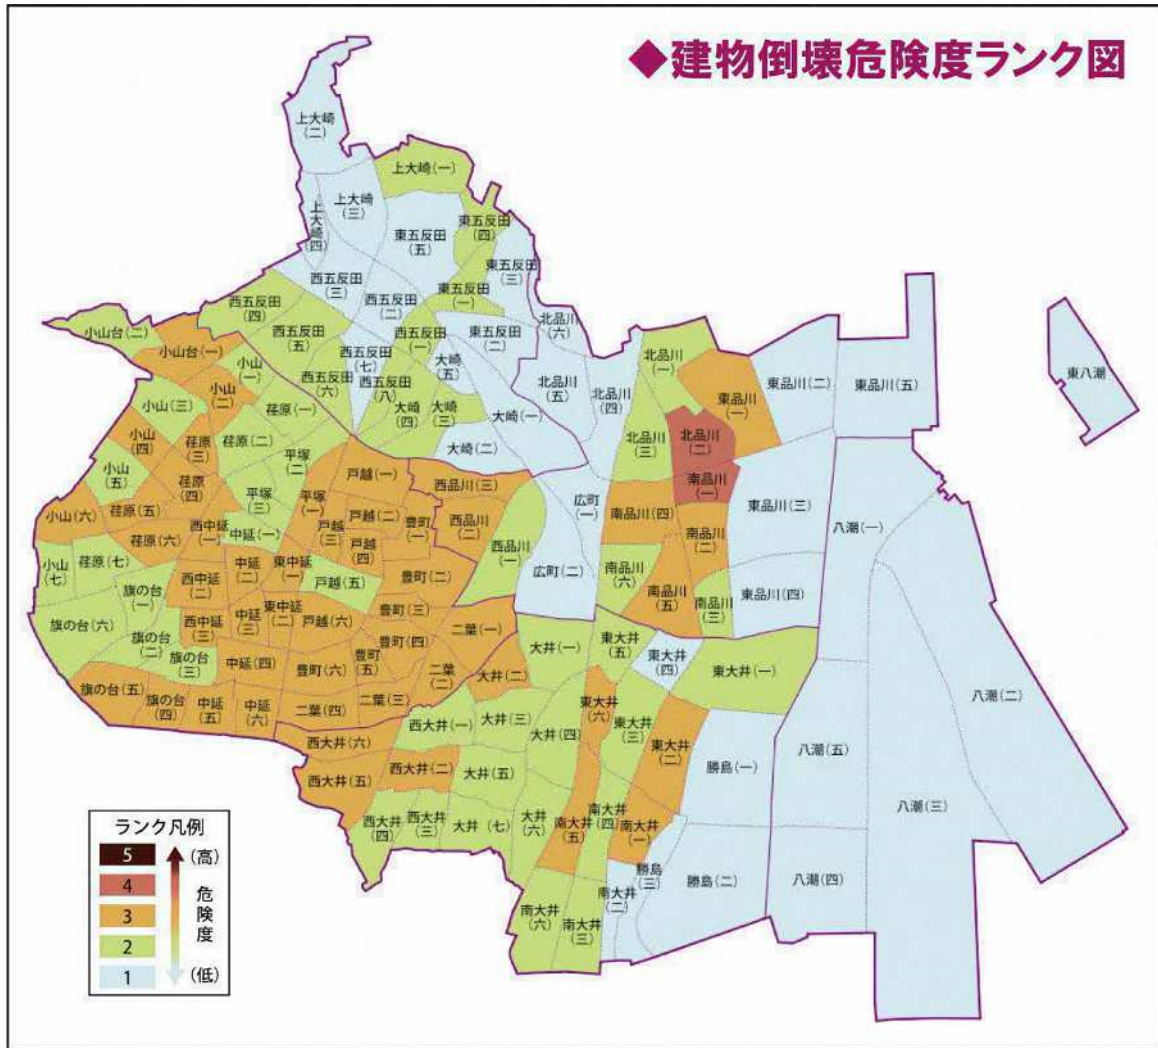 ◆建物倒壊危険度ランク図
上大崎
(二)
上大崎(一)
上大崎
(三)
上大崎
(四)
東五反田
(四)
東五反田
(五)
東五反田
(三)
西五反田
(三)
東五反田
(一)
西五反田
(二)
西五反田
(四)
西五反田
(五)
西五反田
(一)
東五反田
(二)
北品川
(六)
小山台(二)
小山台(一)
西五反田
(七)
西五反田
(六)
西五反田
(八)
大崎
(五)
北品川
(一)
東品川(二)
東品川(五)
東八潮
小山
(一)
小山
(二)
小山(三)
荏原(一)
大崎
(四)
大崎
(三)
大崎(一)
北品川
(五)
北品川
(四)
東品川
(一)
小山
(四)
荏原
(三)
荏原(二)
平塚
(二)
大崎(二)
北品川
(三)
北品川
(二)
小山
(五)
荏原
(四)
平塚
(三)
戸越(一)
西品川(三)
広町
(一)
南品川
(一)
東品川(三)
小山(六)
荏原(五)
西中延
(一)
中延(一)
平塚
(一)
戸越
(三)
戸越(二)
豊町
(一)
西品川
(二)
南品川(四)
南品川
(二)
八潮(一)
荏原(六)
戸越
(四)
西品川
(一)
小山
(七)
荏原(七)
西中延
(二)
中延
(二)
東中延
(一)
戸越(五)
豊町(二)
広町(二)
南品川
(六)
南品川
(五)
南品川
(三)
東品川(四)
旗の台
(一)
旗の台(六)
旗の台
(二)
西中延
(三)
中延
(三)
東中延
(二)
戸越(六)
豊町(三)
二葉(一)
旗の台
(三)
中延(四)
豊町(四)
豊町
(五)
豊町(六)
二葉
(二)
大井(一)
東大井
(五)
東大井
(四)
東大井(一)
大井(二)
旗の台(五)
旗の台
(四)
中延
(五)
中延
(六)
二葉(四)
二葉(三)
八潮(二)
西大井(一)
大井(三)
大井(四)
東大井
(六)
東大井
(三)
東大井
(二)
西大井(六)
西大井(五)
西大井(二)
大井(五)
勝島(一)
八潮(五)
八潮(三)
西大井
(四)
西大井
(三)
大井(七)
大井
(六)
南大井
(五)
南大井
(四)
南大井
(一)
勝島
(三)
勝島(二)
八潮(四)
南大井
(二)
南大井
(六)
南大井
(三)
ランク凡例
5
4
3
2
1
(高)
危険度
(低)